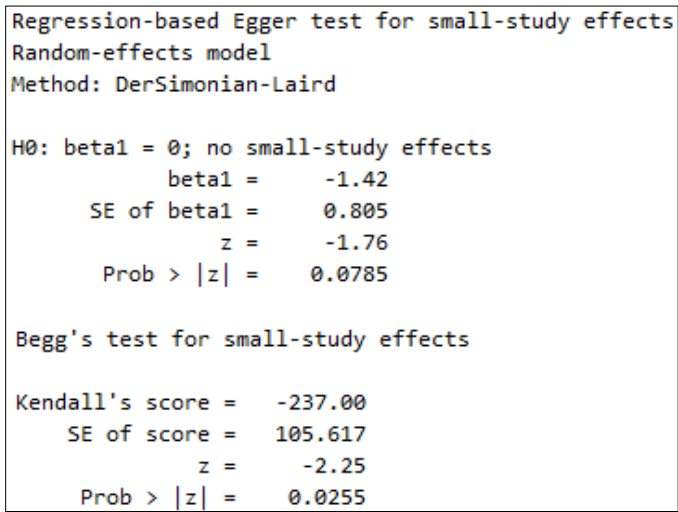 Regression-based Egger test for small-study effects
Random-effects model
Method: DerSimonian-Laird
H0: beta1 = 0; no small-study effects
beta1 = -1.42
SE of beta1 = 0.805
z = -1.76
Prob > |z| = 0.0785
Begg's test for small-study effects
Kendall's score = -237.00
SE of score = 105.617
z = -2.25
Prob > |z| = 0.0255